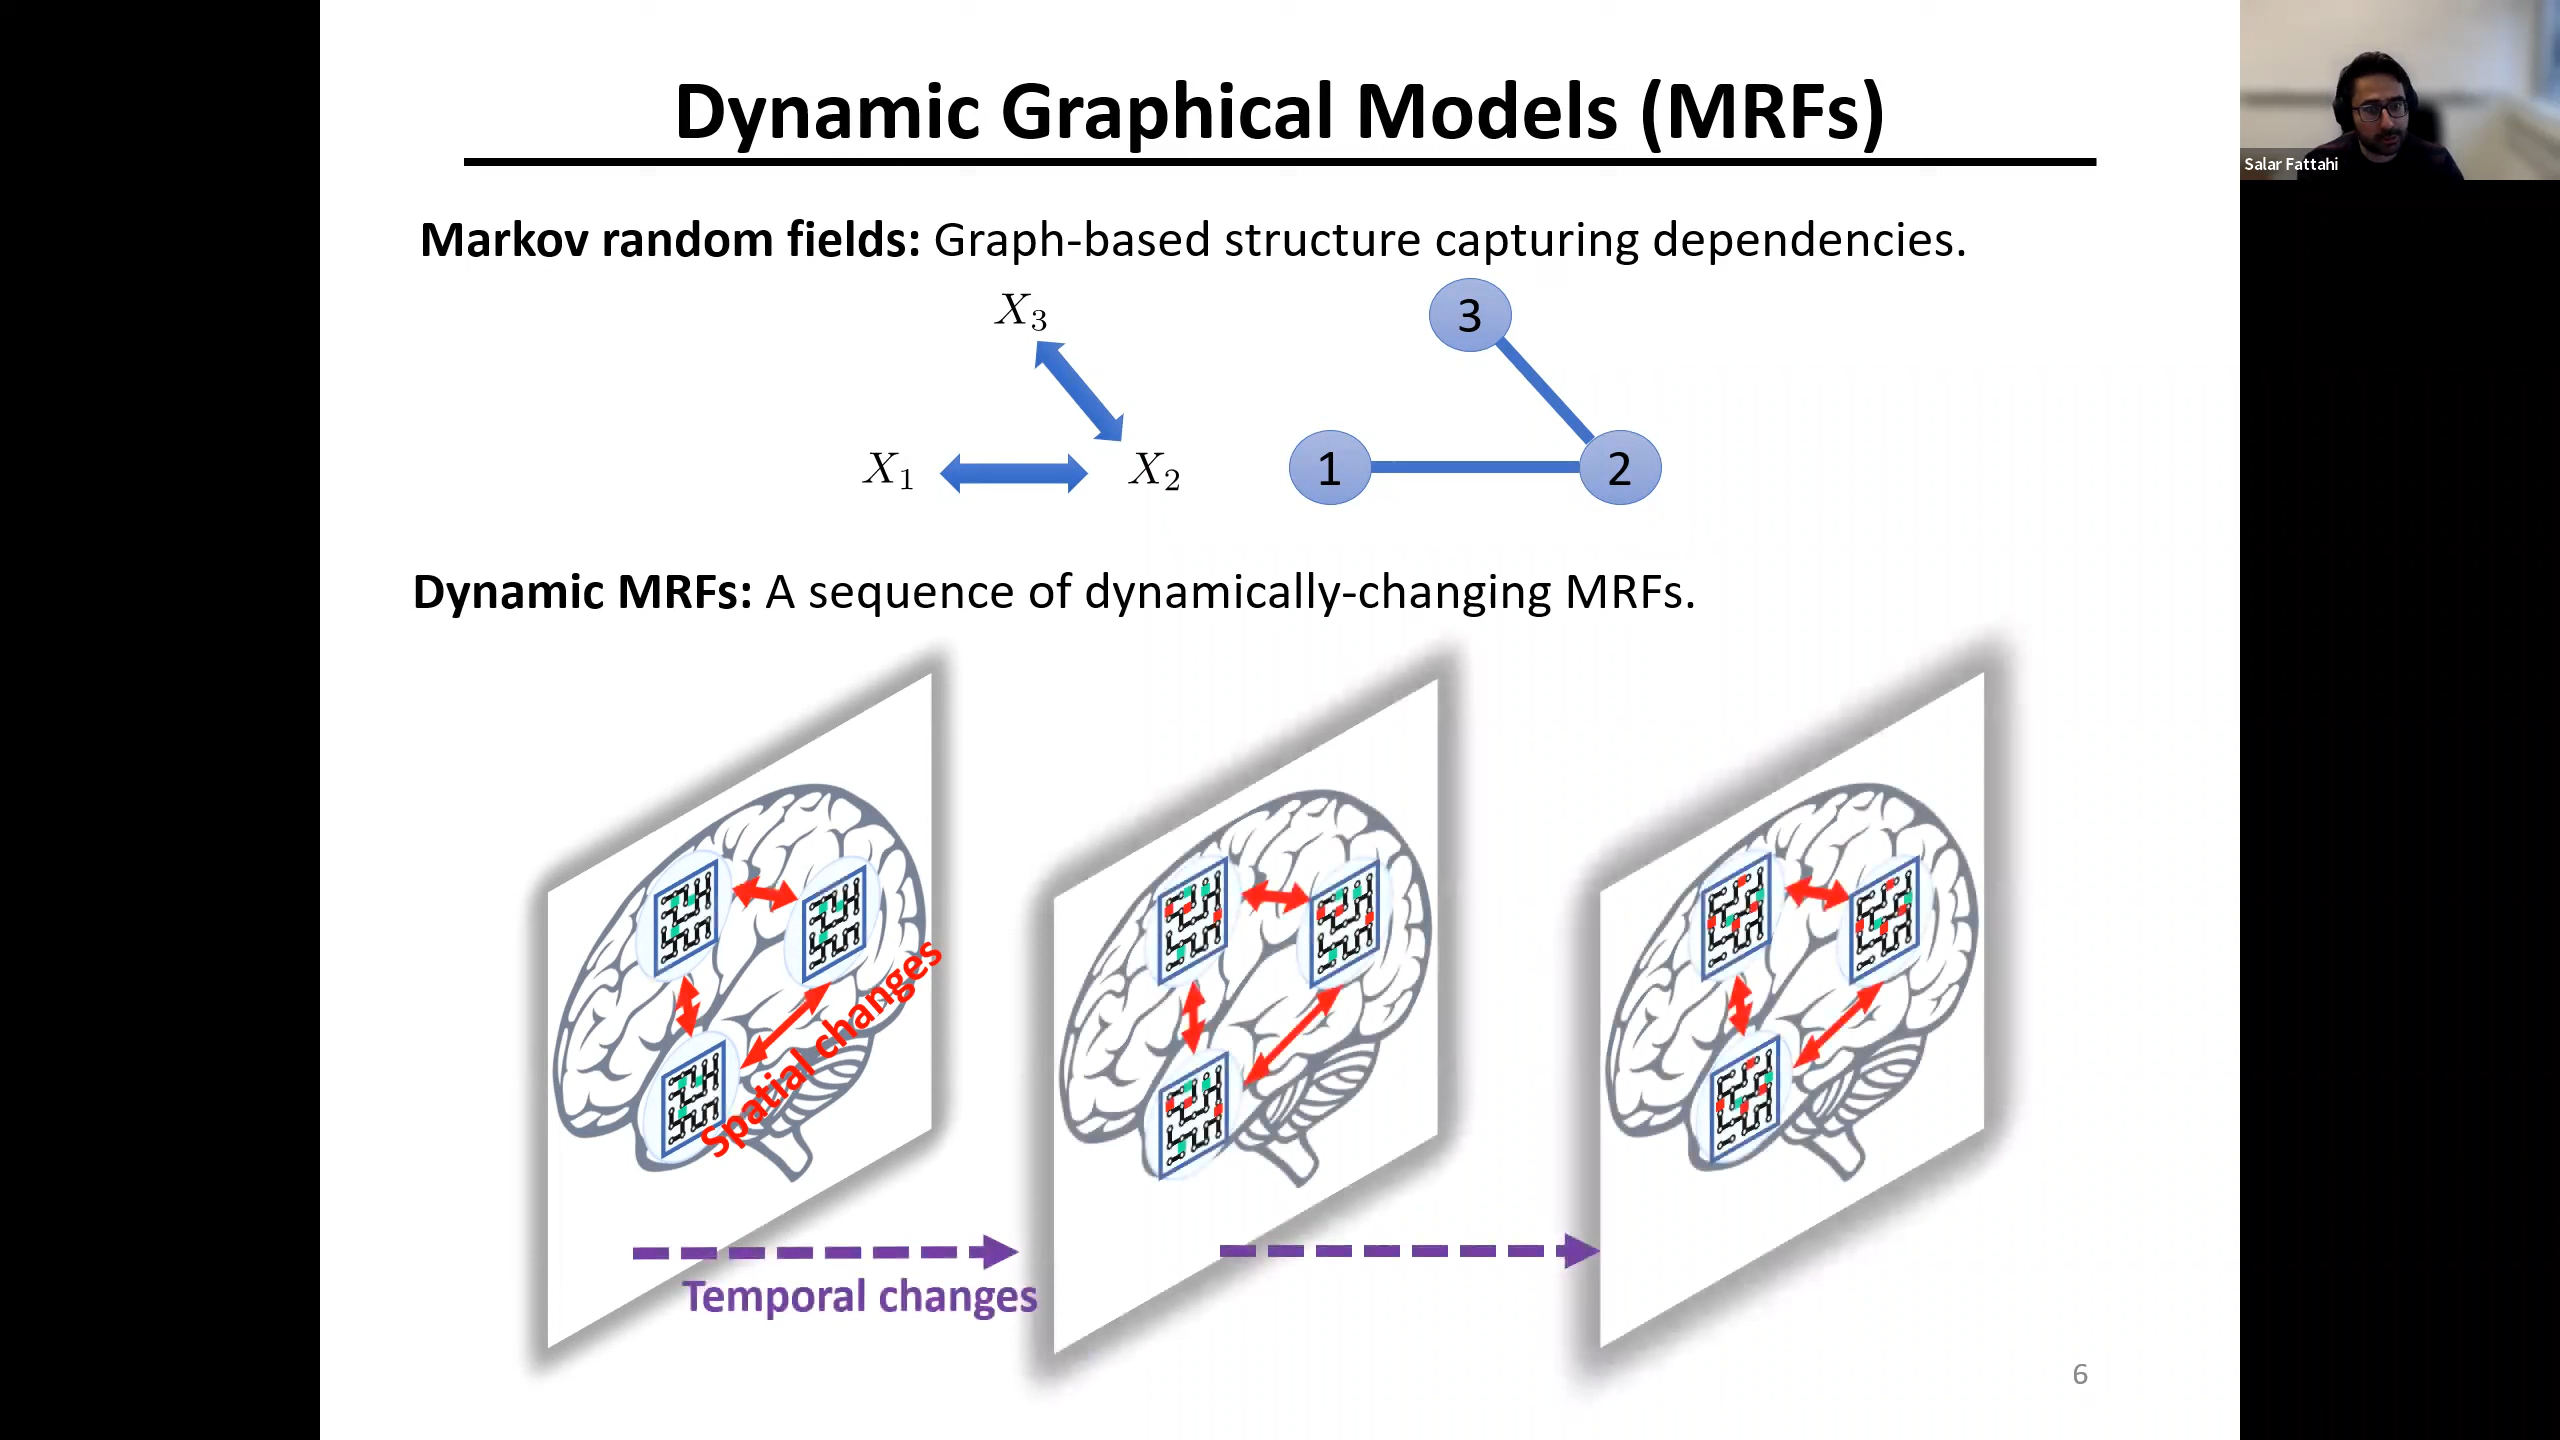 Dynamic Graphical Models (MRFs)
Salar Fattahi
Markov random fields: Graph-based structure capturing dependencies.
X₃
3
X₁
X₂
1
2
Dynamic MRFs: A sequence of dynamically-changing MRFs.
Spatial changes
Temporal changes
6